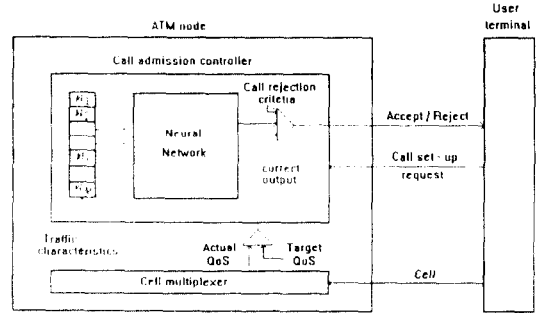 User
terminal
ATM node
Call admission controller
Call rejection
criteria
Neural
Network
Accept / Reject
correct
output
Call set-up
request
Traffic
characteristics
Actual
QoS
Target
QoS
Cell multiplexer
Cell